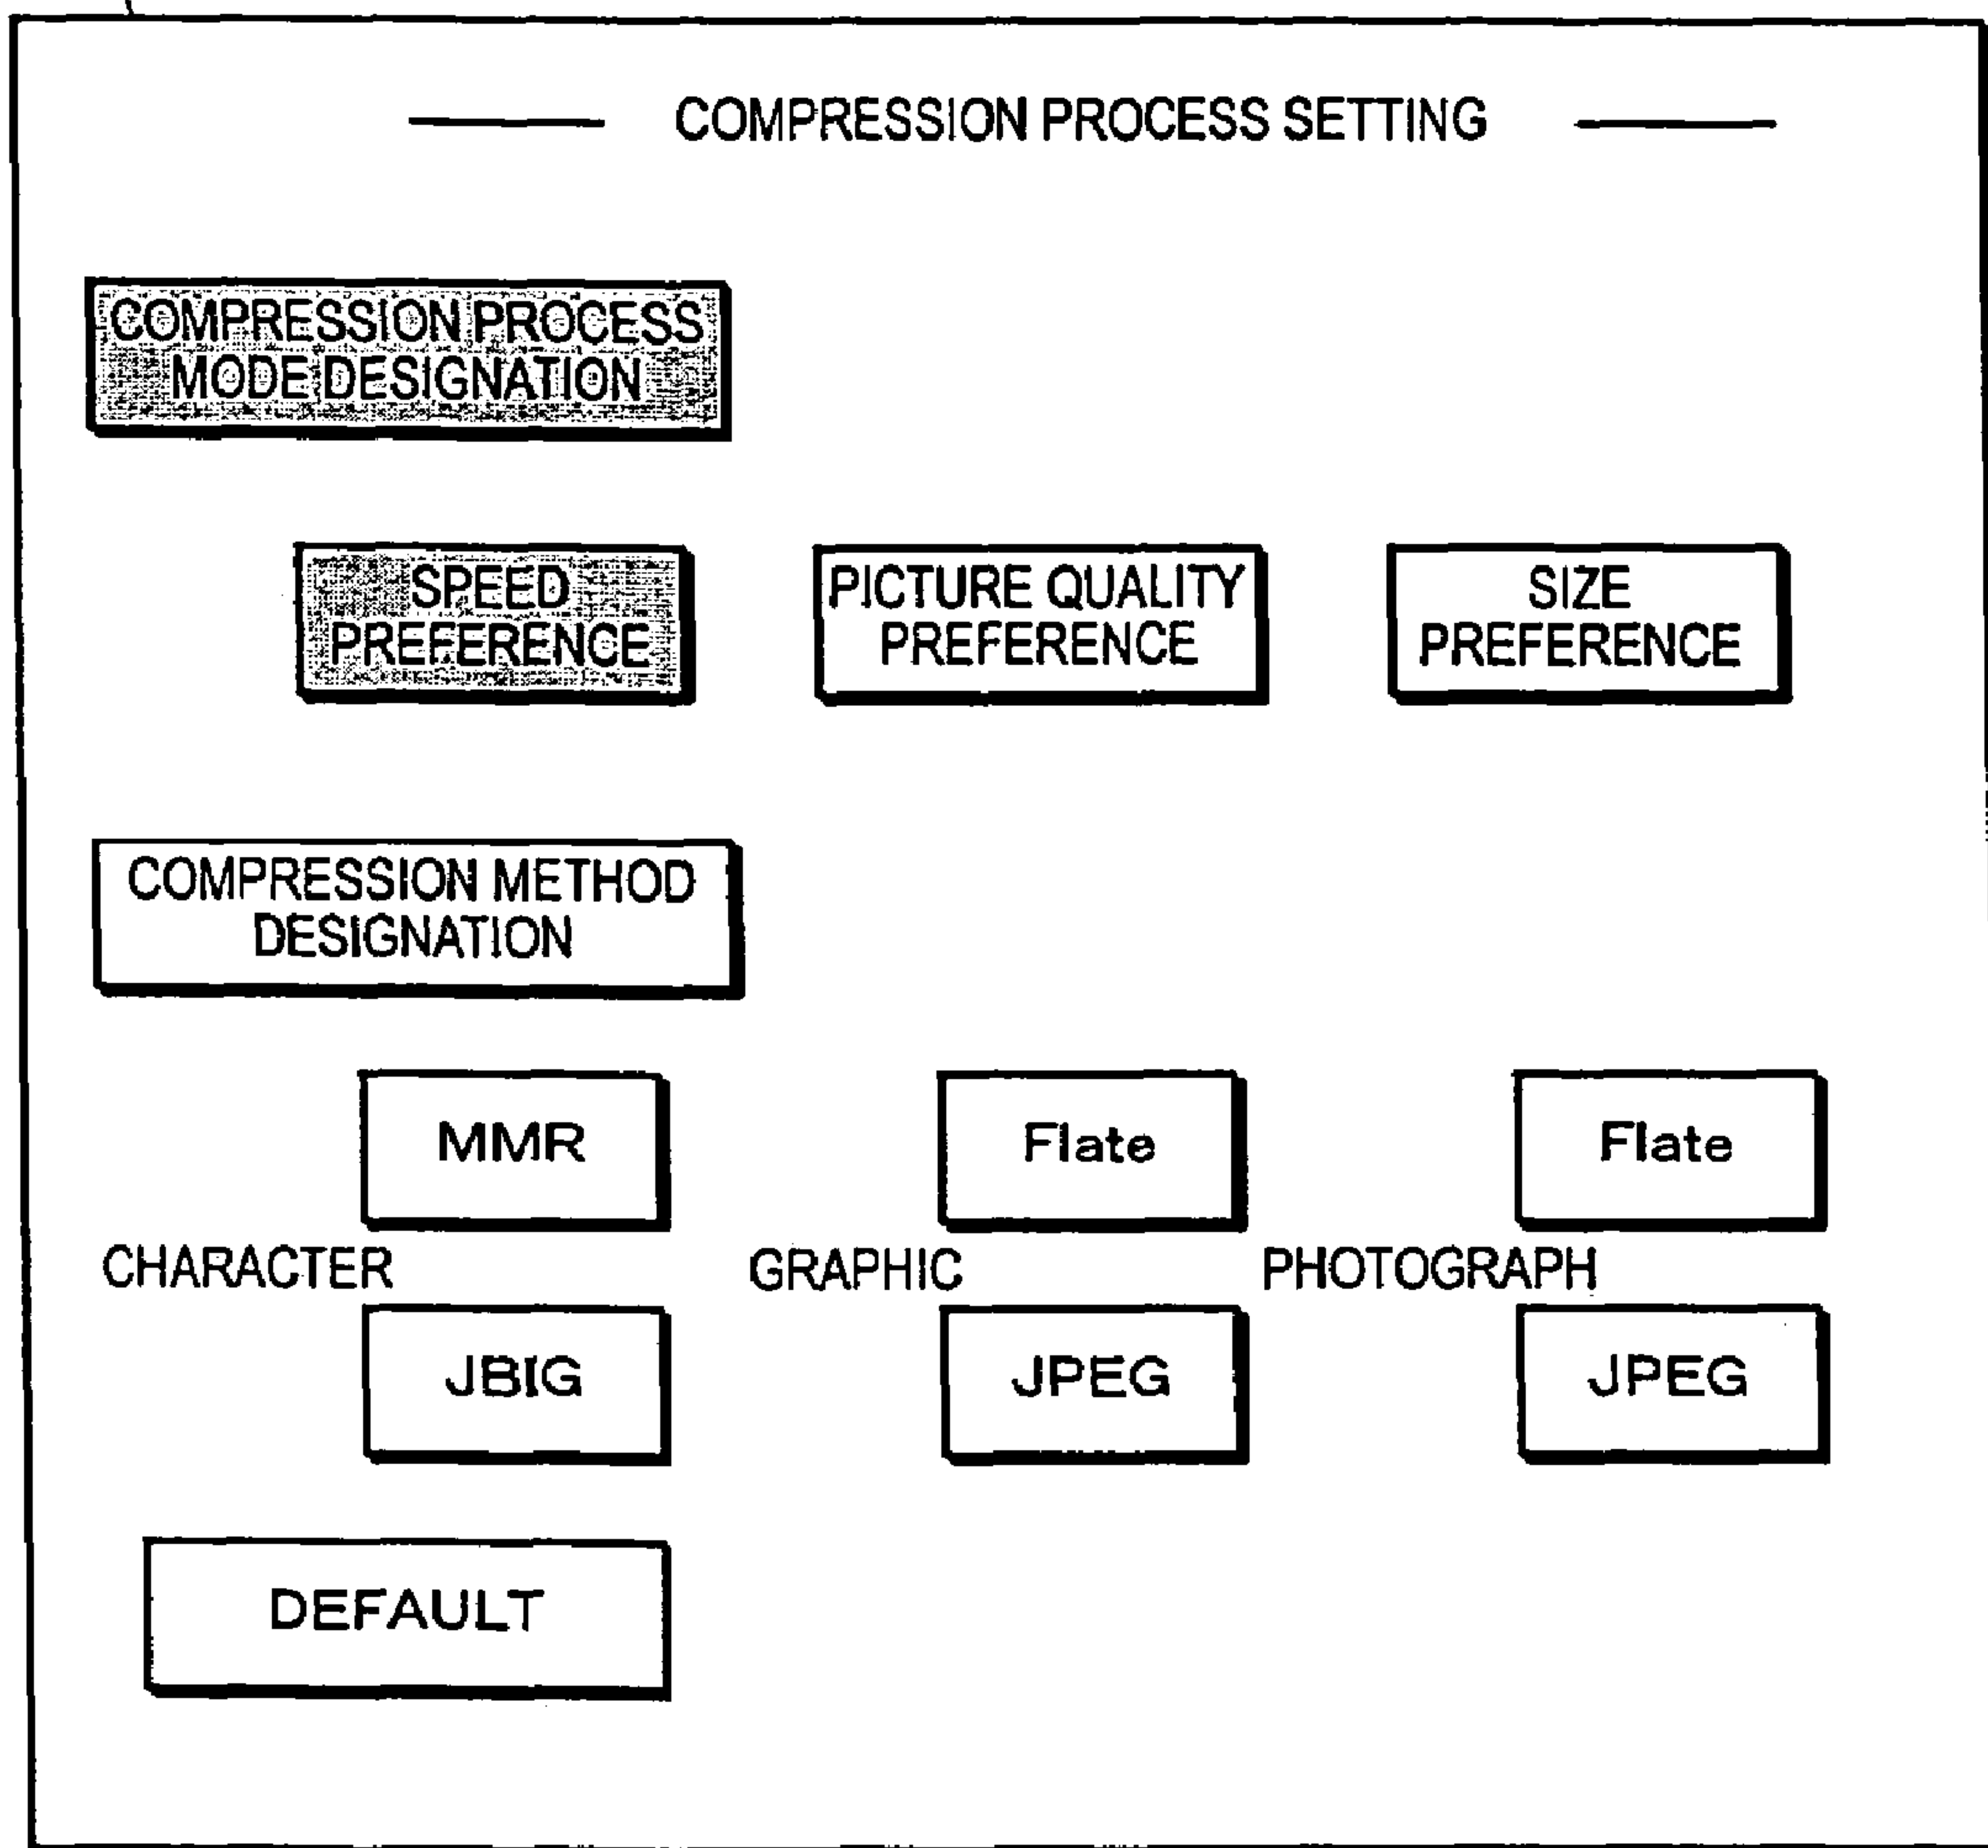 COMPRESSION PROCESS SETTING
COMPRESSION PROCESS
MODE DESIGNATION
SPEED
PREFERENCE
PICTURE QUALITY
PREFERENCE
SIZE
PREFERENCE
COMPRESSION METHOD
DESIGNATION
MMR
Flate
Flate
CHARACTER
GRAPHIC
PHOTOGRAPH
JBIG
JPEG
JPEG
DEFAULT